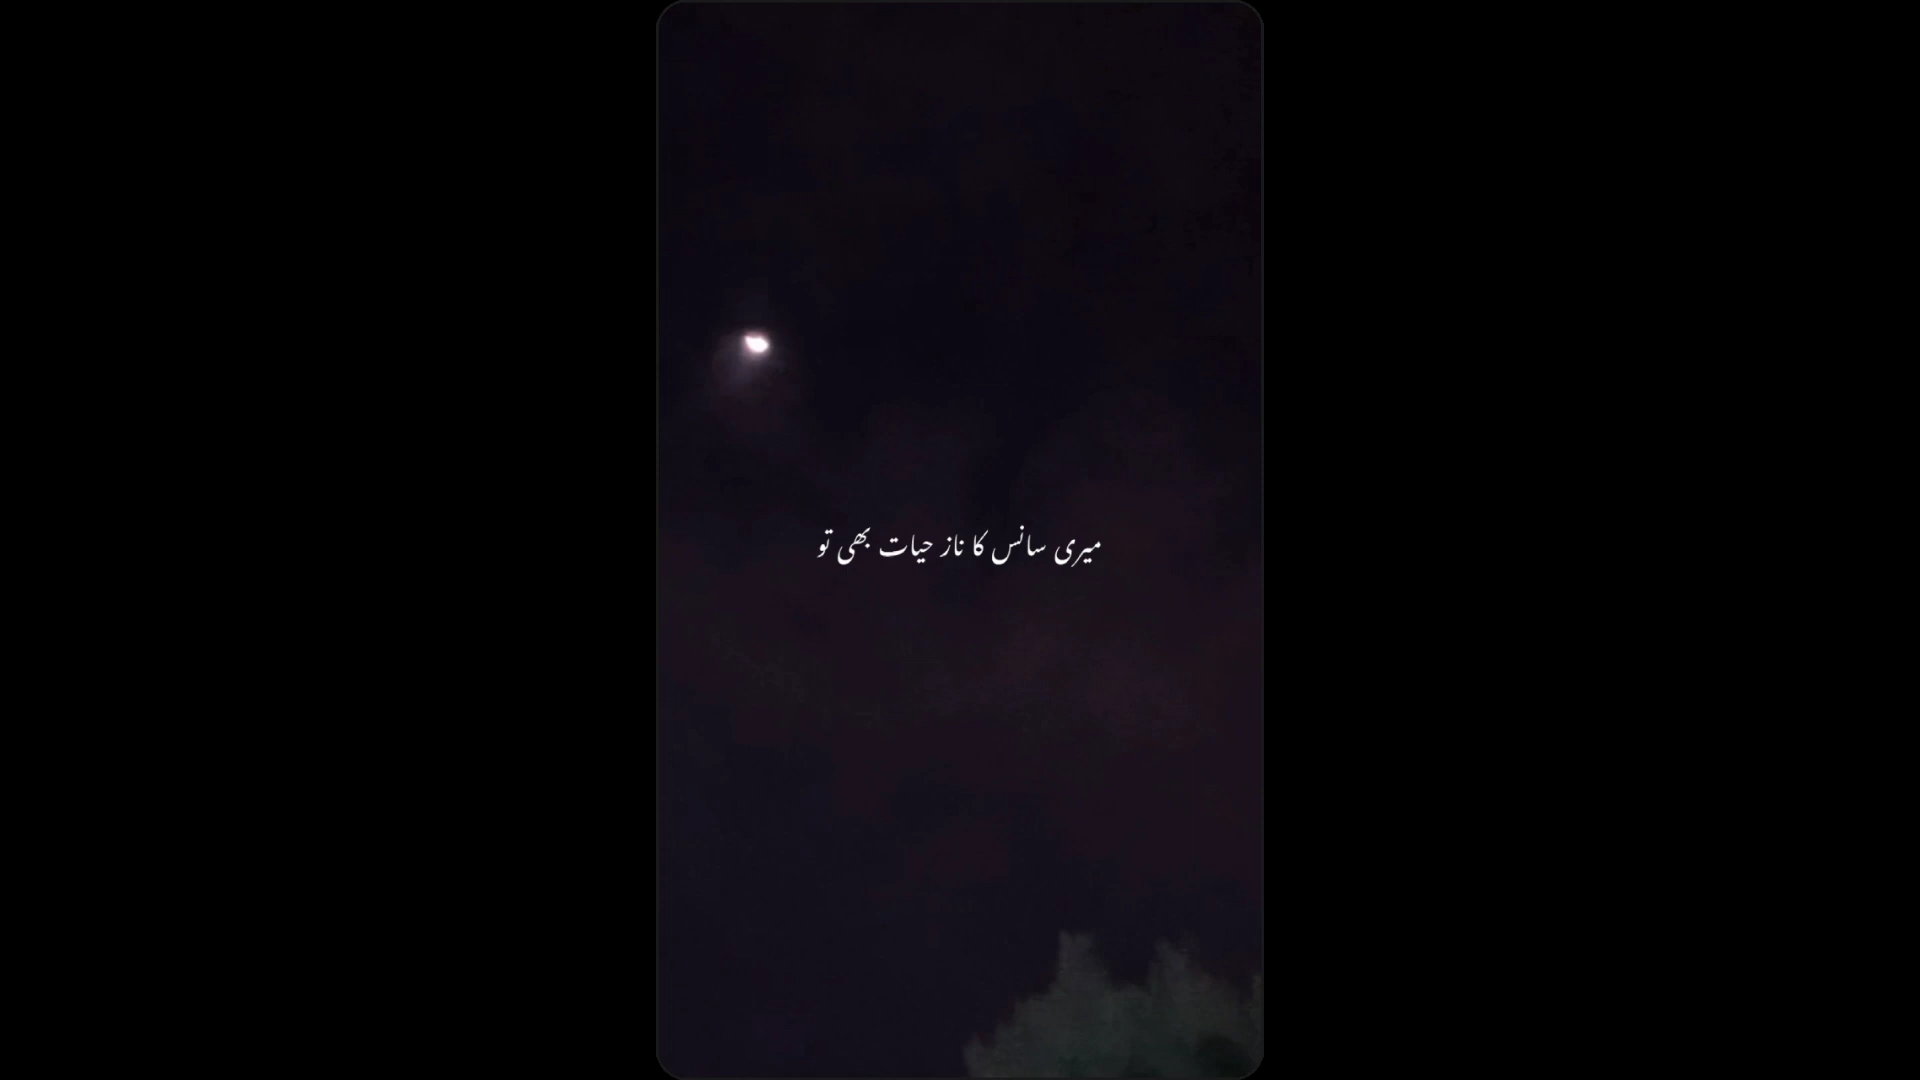 میری سانس کا ناز حیات بھی تو